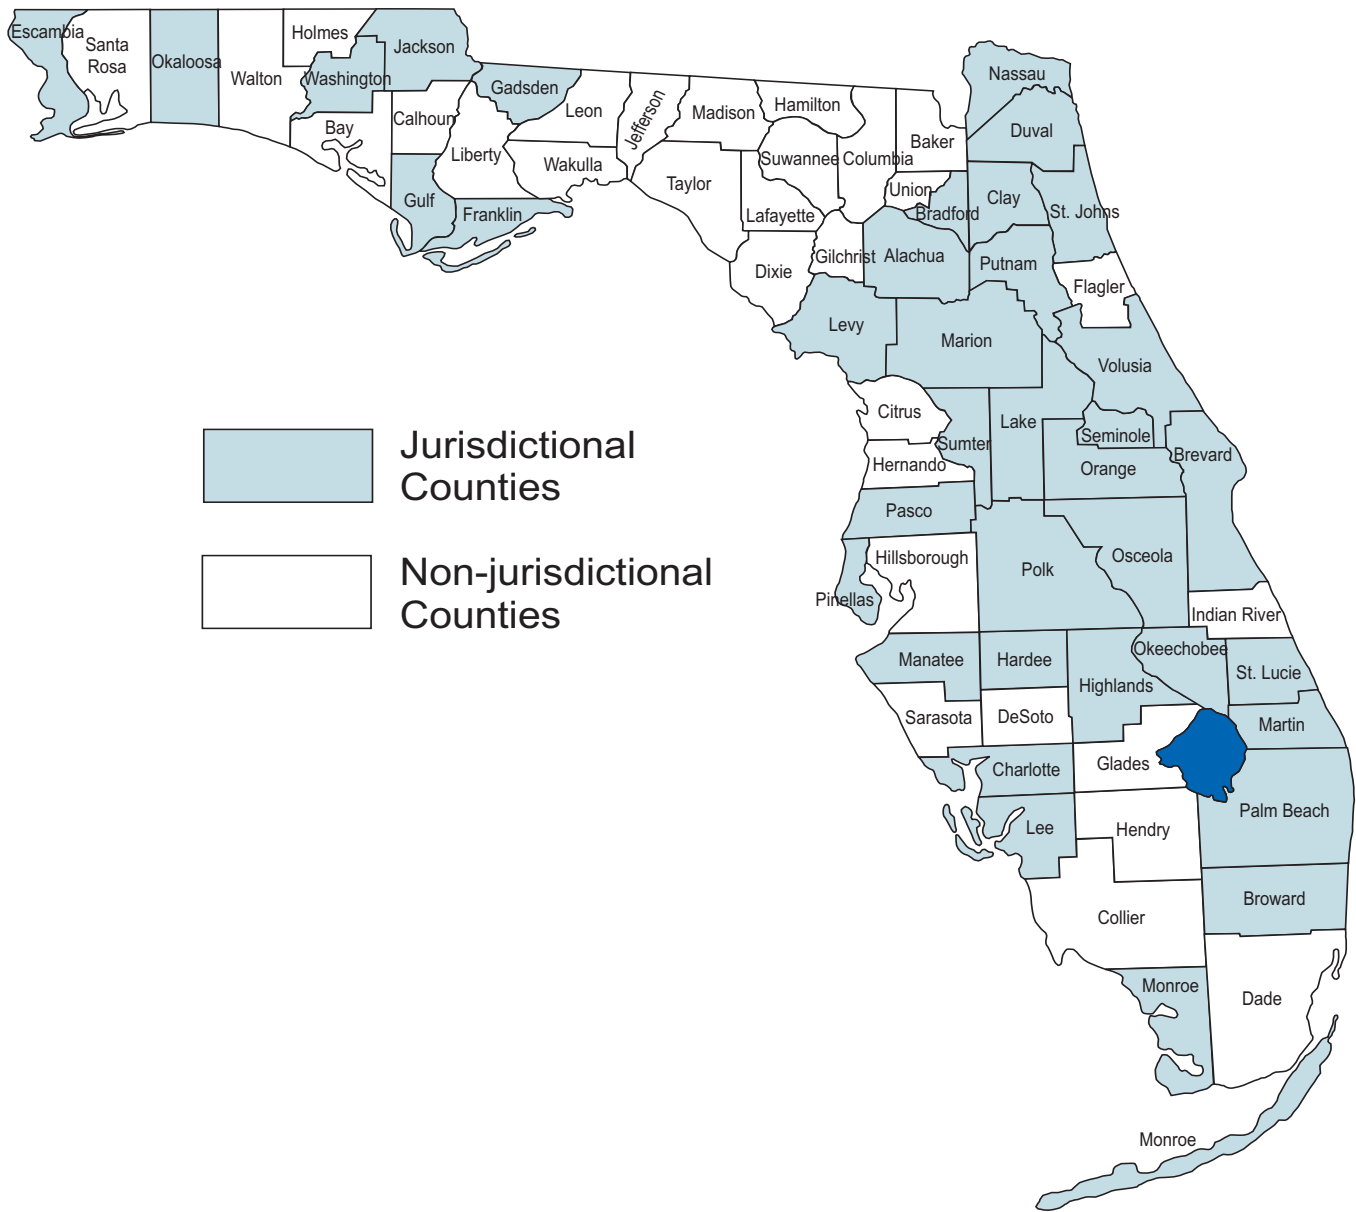 Escambia
Santa
Rosa
Okaloosa
Walton
Holmes
Washington
Jackson
Bay
Calhoun
Gulf
Liberty
Gadsden
Franklin
Leon
Wakulla
Jefferson
Madison
Taylor
Hamilton
Suwannee
Lafayette
Dixie
Columbia
Gilchrist
Baker
Union
Bradford
Alachua
Levy
Nassau
Duval
Clay
St. Johns
Putnam
Flagler
Marion
Volusia
Citrus
Sumter
Lake
Seminole
Hernando
Orange
Brevard
Pasco
Hillsborough
Pinellas
Polk
Osceola
Indian River
Manatee
Hardee
Highlands
Okeechobee
St. Lucie
Sarasota
DeSoto
Glades
Martin
Charlotte
Lee
Hendry
Palm Beach
Collier
Broward
Monroe
Dade
Monroe
Jurisdictional
Counties
Non-jurisdictional
Counties